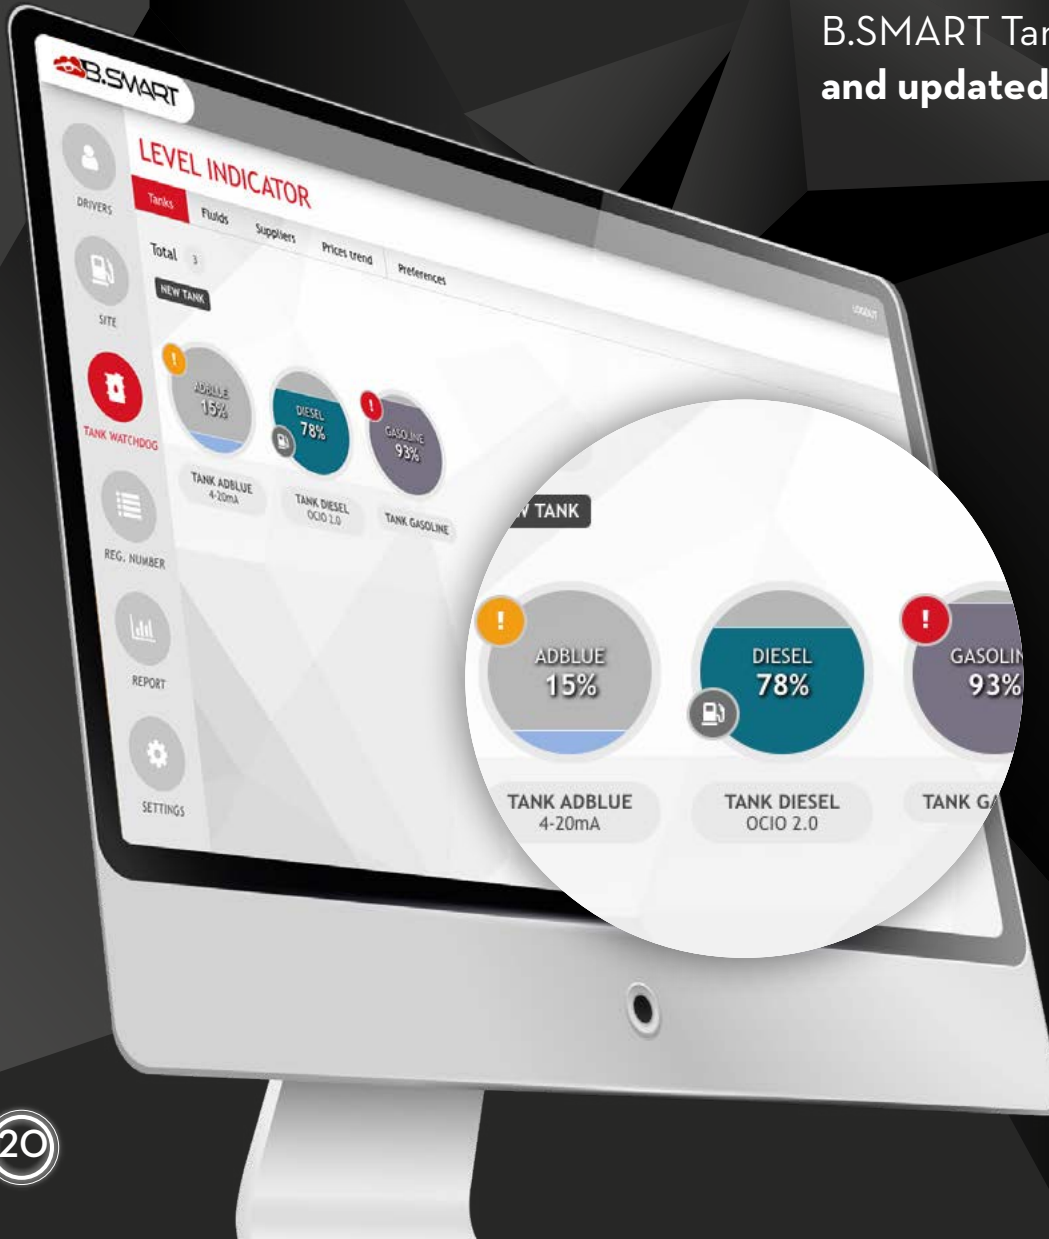 B.SMART Tan
and updated
B.SMART
LOGOUT
LEVEL INDICATOR
Tanks Fluids Suppliers Prices trend Preferences
Total 3
NEW TANK
DRIVERS
SITE
TANK WATCHDOG
REG. NUMBER
REPORT
SETTINGS
! ADBLUE
15%
DIESEL
78%
! GASOLINE
93%
TANK ADBLUE
4-20mA
TANK DIESEL
OCIO 2.0
TANK GASOLINE
W TANK
! ADBLUE
15%
DIESEL
78%
! GASOLIN
93%
TANK ADBLUE
4-20mA
TANK DIESEL
OCIO 2.0
TANK GA
20